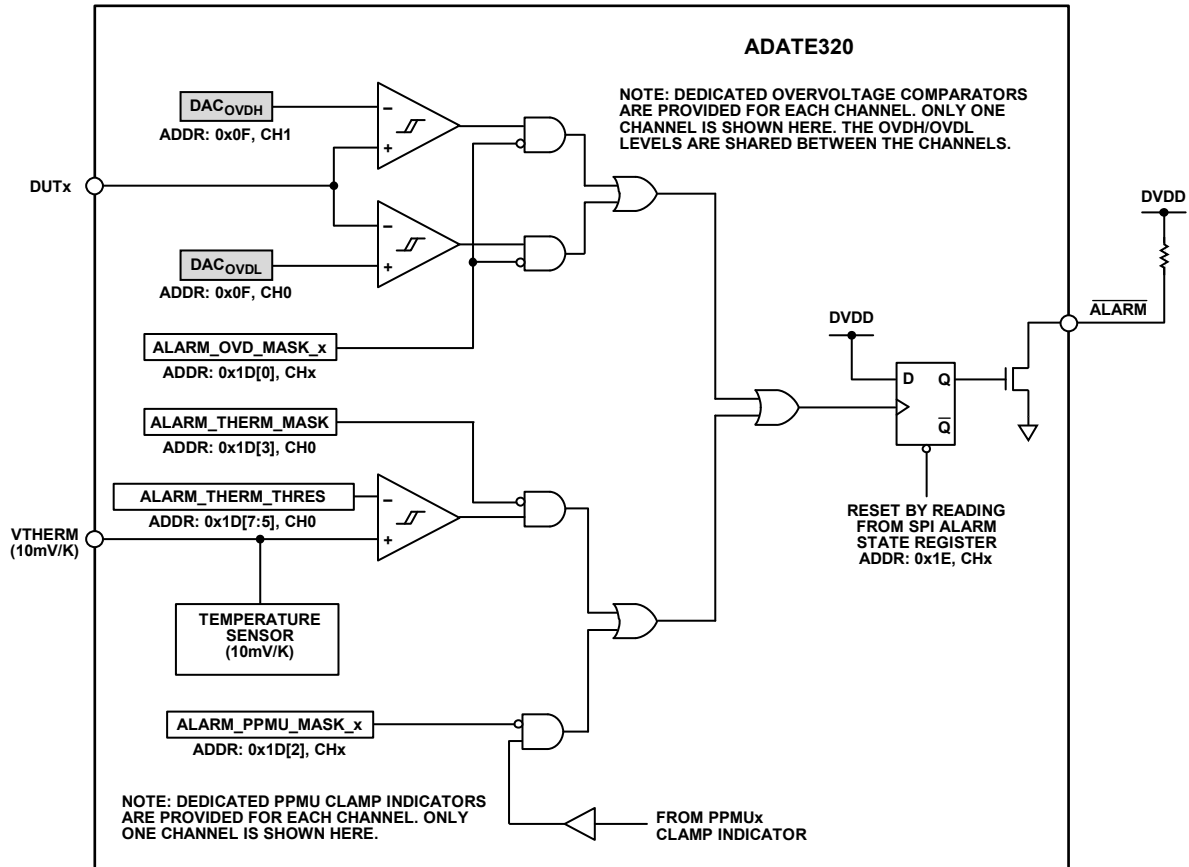 ADATE320
NOTE: DEDICATED OVERVOLTAGE COMPARATORS
ARE PROVIDED FOR EACH CHANNEL. ONLY ONE
CHANNEL IS SHOWN HERE. THE OVDH/OVDL
LEVELS ARE SHARED BETWEEN THE CHANNELS.
DACOVDH
ADDR: 0x0F, CH1
−
+
DUTx
−
+
DACOVDL
ADDR: 0x0F, CH0
ALARM_OVD_MASK_x
ADDR: 0x1D[0], CHx
ALARM_THERM_MASK
ADDR: 0x1D[3], CH0
ALARM_THERM_THRES
ADDR: 0x1D[7:5], CH0
−
+
VTHERM
(10mV/K)
TEMPERATURE
SENSOR
(10mV/K)
ALARM_PPMU_MASK_x
ADDR: 0x1D[2], CHx
NOTE: DEDICATED PPMU CLAMP INDICATORS
ARE PROVIDED FOR EACH CHANNEL. ONLY
ONE CHANNEL IS SHOWN HERE.
FROM PPMUx
CLAMP INDICATOR
DVDD
D Q
Q̅
RESET BY READING
FROM SPI ALARM
STATE REGISTER
ADDR: 0x1E, CHx
DVDD
A̅L̅A̅R̅M̅